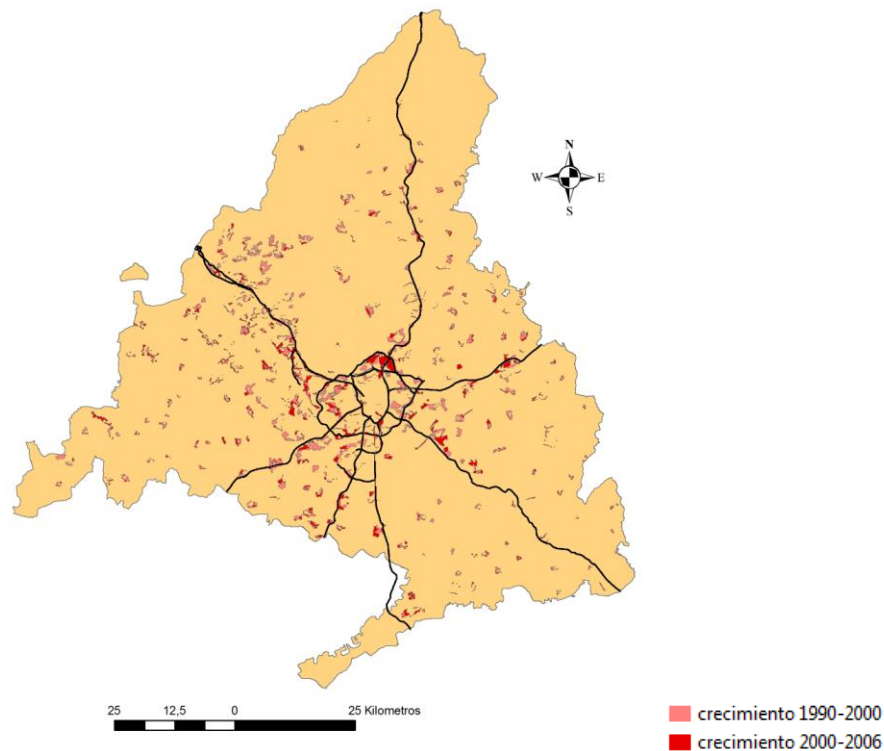 N
W E
S
25 12,5 0 25 Kilometros
crecimiento 1990-2000
crecimiento 2000-2006